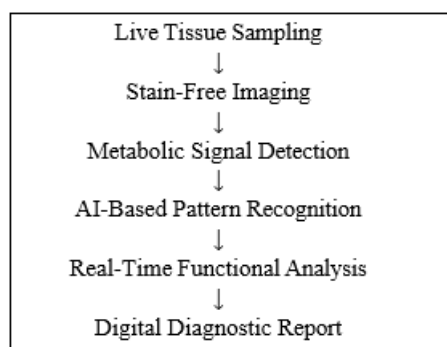 Live Tissue Sampling
↓
Stain-Free Imaging
↓
Metabolic Signal Detection
↓
AI-Based Pattern Recognition
↓
Real-Time Functional Analysis
↓
Digital Diagnostic Report